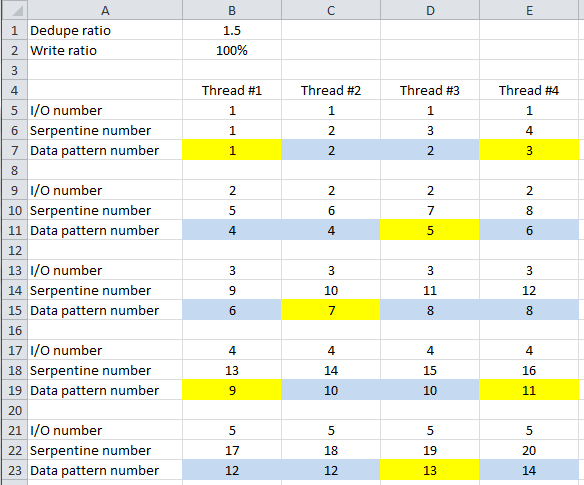 A B C D E
1 Dedupe ratio 1.5
2 Write ratio 100%
3
4 Thread #1 Thread #2 Thread #3 Thread #4
5 I/O number 1 1 1 1
6 Serpentine number 1 2 3 4
7 Data pattern number 1 2 2 3
8
9 I/O number 2 2 2 2
10 Serpentine number 5 6 7 8
11 Data pattern number 4 4 5 6
12
13 I/O number 3 3 3 3
14 Serpentine number 9 10 11 12
15 Data pattern number 6 7 8 8
16
17 I/O number 4 4 4 4
18 Serpentine number 13 14 15 16
19 Data pattern number 9 10 10 11
20
21 I/O number 5 5 5 5
22 Serpentine number 17 18 19 20
23 Data pattern number 12 12 13 14